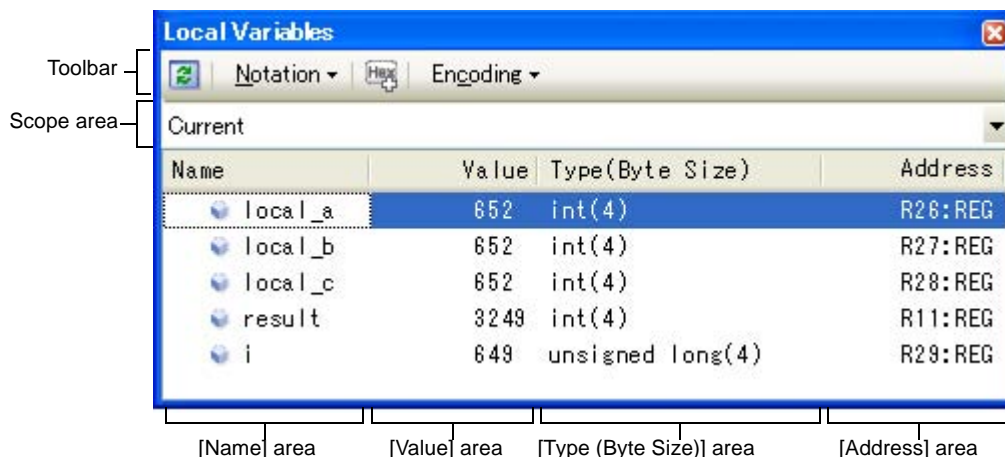 Local Variables
Toolbar
Notation
Hex
Encoding
Scope area
Current
Name Value Type(Byte Size) Address
local_a 652 int(4) R26:REG
local_b 652 int(4) R27:REG
local_c 652 int(4) R28:REG
result 3249 int(4) R11:REG
i 649 unsigned long(4) R29:REG
[Name] area [Value] area [Type (Byte Size)] area [Address] area